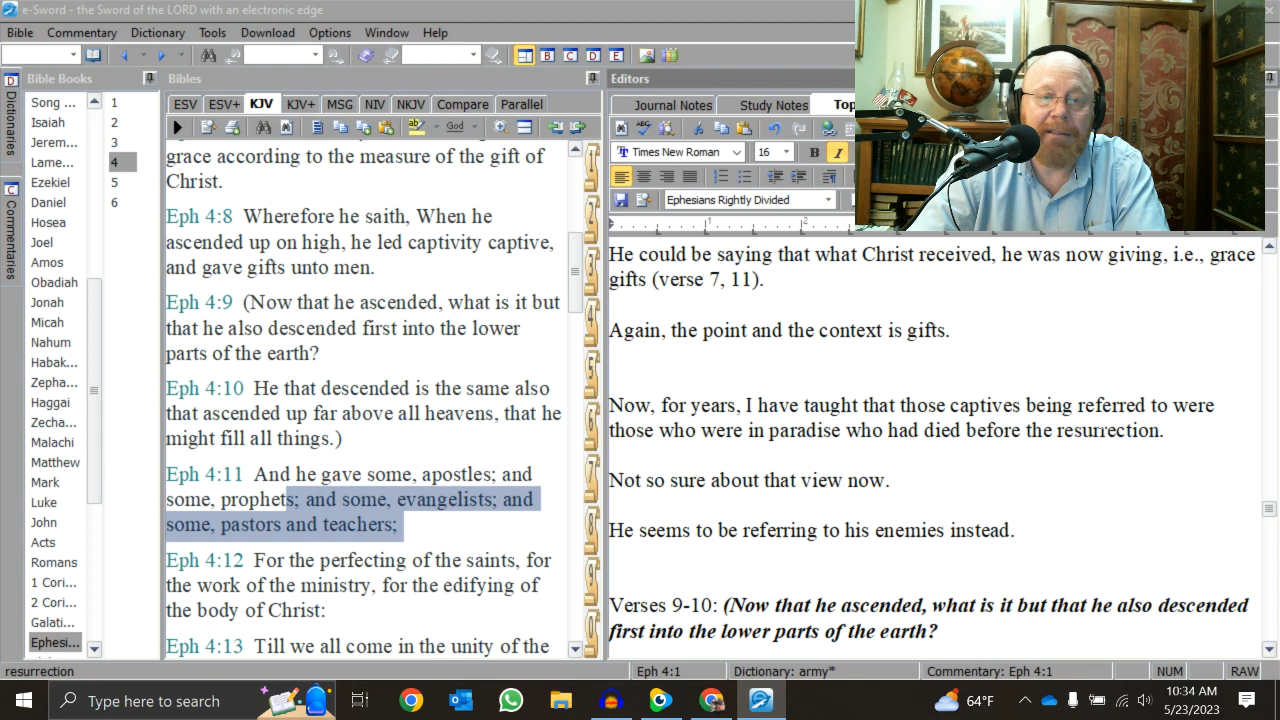 e-Sword - the Sword of the LORD with an electronic edge
Bible Commentary Dictionary Tools Download Options Window Help
B C D E
Dictionaries
Commentaries
Bible Books
Song ...
Isaiah
Jerem...
Lame...
Ezekiel
Daniel
Hosea
Joel
Amos
Obadiah
Jonah
Micah
Nahum
Habak...
Zepha...
Haggai
Zecha...
Malachi
Matthew
Mark
Luke
John
Acts
Romans
1 Cori...
2 Cori...
Galati...
Ephesi...
1
2
3
4
5
6
Bibles
ESV ESV+ KJV KJV+ MSG NIV NKJV Compare Parallel
God
grace according to the measure of the gift of
Christ.
Eph 4:8 Wherefore he saith, When he
ascended up on high, he led captivity captive,
and gave gifts unto men.
Eph 4:9 (Now that he ascended, what is it but
that he also descended first into the lower
parts of the earth?
Eph 4:10 He that descended is the same also
that ascended up far above all heavens, that he
might fill all things.)
Eph 4:11 And he gave some, apostles; and
some, prophets; and some, evangelists; and
some, pastors and teachers;
Eph 4:12 For the perfecting of the saints, for
the work of the ministry, for the edifying of
the body of Christ:
Eph 4:13 Till we all come in the unity of the
1
2
3
4
5
6
7
8
9
0
Editors
Journal Notes Study Notes Top
Times New Roman 16 B I
Ephesians Rightly Divided
1 2
He could be saying that what Christ received, he was now giving, i.e., grace
gifts (verse 7, 11).
Again, the point and the context is gifts.
Now, for years, I have taught that those captives being referred to were
those who were in paradise who had died before the resurrection.
Not so sure about that view now.
He seems to be referring to his enemies instead.
Verses 9-10: (Now that he ascended, what is it but that he also descended
first into the lower parts of the earth?
resurrection Eph 4:1 Dictionary: army* Commentary: Eph 4:1 NUM RAW
Type here to search 64°F 10:34 AM
5/23/2023